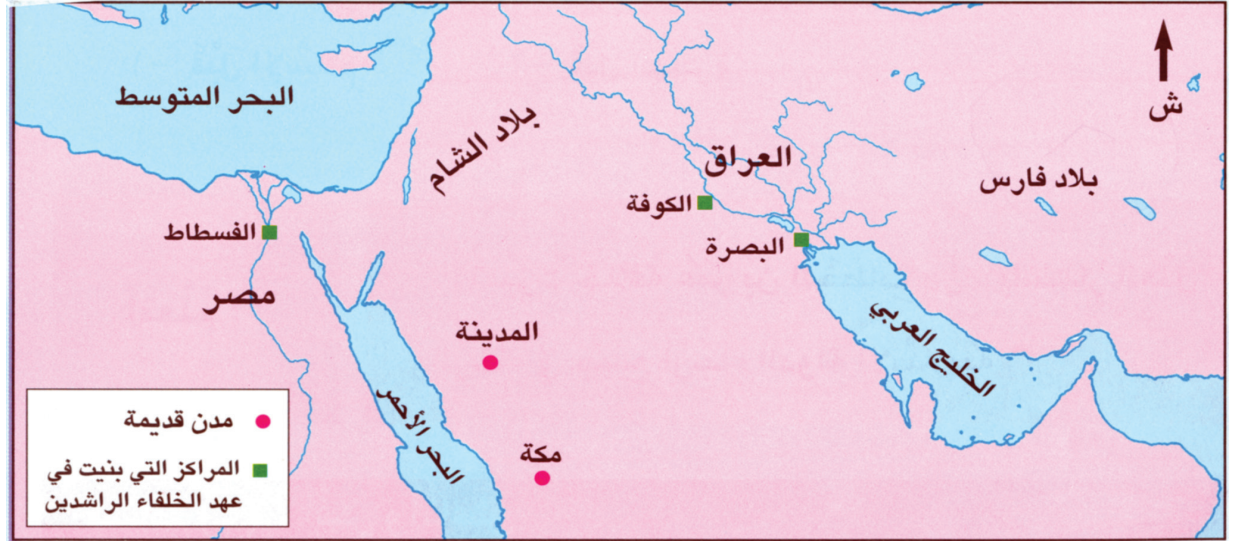 البحر المتوسط
بلاد الشام
ش
العراق
بلاد فارس
الكوفة
الفسطاط
البصرة
مصر
المدينة
الخليج العربي
البحر الأحمر
مكة
مدن قديمة
المراكز التي بنيت في
عهد الخلفاء الراشدين